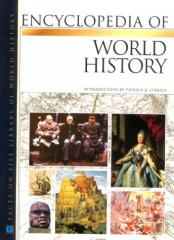 ENCYCLOPEDIA OF
WORLD
HISTORY
INTRODUCTION BY PATRICK K. O'BRIEN
FACTS ON FILE LIBRARY OF WORLD HISTORY